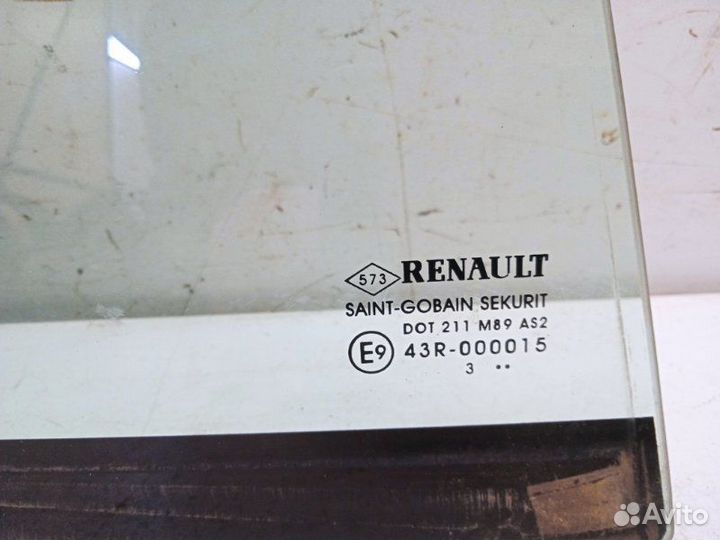 573 RENAULT
SAINT-GOBAIN SEKURIT
DOT 211 M89 AS2
E9 43R-000015
3 ••
Avito